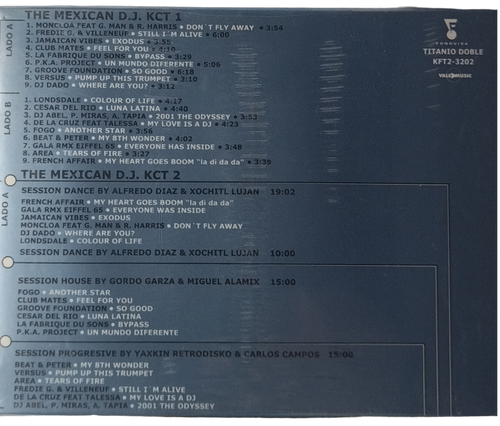 THE MEXICAN D.J. KCT 1
LADO A
1. MONCLOA FEAT G. MAN & R. HARRIS • DON´T FLY AWAY • 3:54
2. FREDIE G. & VILLENEUF • STILL I´M ALIVE • 6:00
3. JAMAICAN VIBES • EXODUS • 3:55
4. CLUB MATES • FEEL FOR YOU • 4:10
5. LA FABRIQUE DU SONS • BYPASS • 3:29
6. P.K.A. PROJECT • UN MUNDO DIFERENTE • 5:06
7. GROOVE FOUNDATION • SO GOOD • 6:18
8. VERSUS • PUMP UP THIS TRUMPET • 3:10
9. DJ DADO • WHERE ARE YOU? • 3:12
LADO B
1. LONDSDALE • COLOUR OF LIFE • 4:17
2. CESAR DEL RIO • LUNA LATINA • 4:40
3. DJ ABEL, P. MIRAS, A. TAPIA • 2001 THE ODYSSEY • 3:53
4. DE LA CRUZ FEAT TALESSA • MY LOVE IS A DJ • 4:23
5. FOGO • ANOTHER STAR • 3:56
6. BEAT & PETER • MY 8TH WONDER • 4:02
7. GALA RMX EIFFEL 65 • EVERYONE HAS INSIDE • 3:48
8. AREA • TEARS OF FIRE • 3:27
9. FRENCH AFFAIR • MY HEART GOES BOOM "la di da da" • 3:39
FONOVISA
TITANIO DOBLE
KFT2-3202
VALEMUSIC
THE MEXICAN D.J. KCT 2
LADO A
SESSION DANCE BY ALFREDO DIAZ & XOCHITL LUJAN 19:02
FRENCH AFFAIR • MY HEART GOES BOOM "la di da da"
GALA RMX EIFFEL 65 • EVERYONE WAS INSIDE
JAMAICAN VIBES • EXODUS
MONCLOA FEAT G. MAN & R. HARRIS • DON´T FLY AWAY
DJ DADO • WHERE ARE YOU?
LONDSDALE • COLOUR OF LIFE
SESSION DANCE BY ALFREDO DIAZ & XOCHITL LUJAN 10:00
SESSION HOUSE BY GORDO GARZA & MIGUEL ALAMIX 15:00
FOGO • ANOTHER STAR
CLUB MATES • FEEL FOR YOU
GROOVE FOUNDATION • SO GOOD
CESAR DEL RIO • LUNA LATINA
LA FABRIQUE DU SONS • BYPASS
P.K.A. PROJECT • UN MUNDO DIFERENTE
SESSION PROGRESIVE BY YAXKIN RETRODISKO & CARLOS CAMPOS 15:00
BEAT & PETER • MY 8TH WONDER
VERSUS • PUMP UP THIS TRUMPET
AREA • TEARS OF FIRE
FREDIE G. & VILLENEUF • STILL I´M ALIVE
DE LA CRUZ FEAT TALESSA • MY LOVE IS A DJ
DJ ABEL, P. MIRAS, A. TAPIA • 2001 THE ODYSSEY